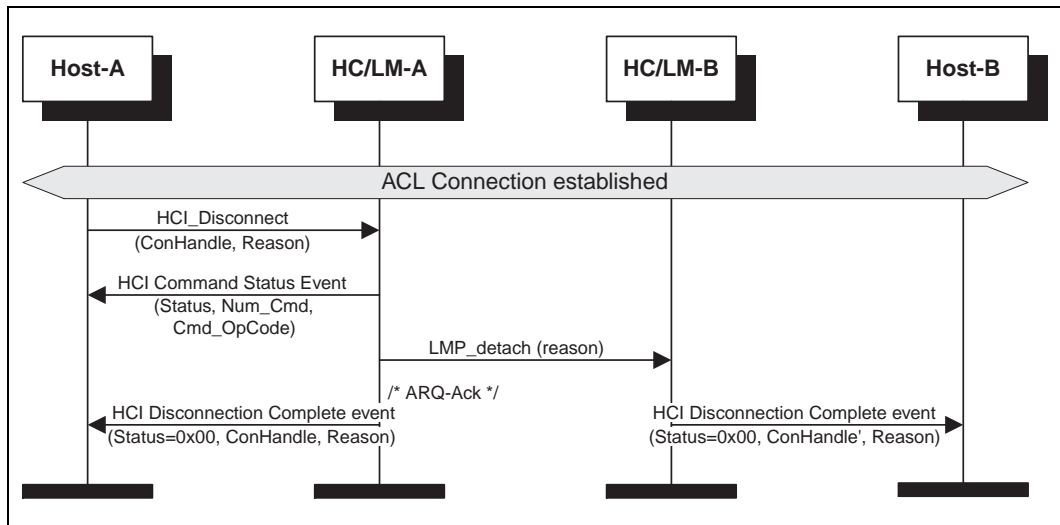 Host-A
HC/LM-A
HC/LM-B
Host-B
ACL Connection established
HCI_Disconnect
(ConHandle, Reason)
HCI Command Status Event
(Status, Num_Cmd,
Cmd_OpCode)
LMP_detach (reason)
/* ARQ-Ack */
HCI Disconnection Complete event
(Status=0x00, ConHandle, Reason)
HCI Disconnection Complete event
(Status=0x00, ConHandle', Reason)